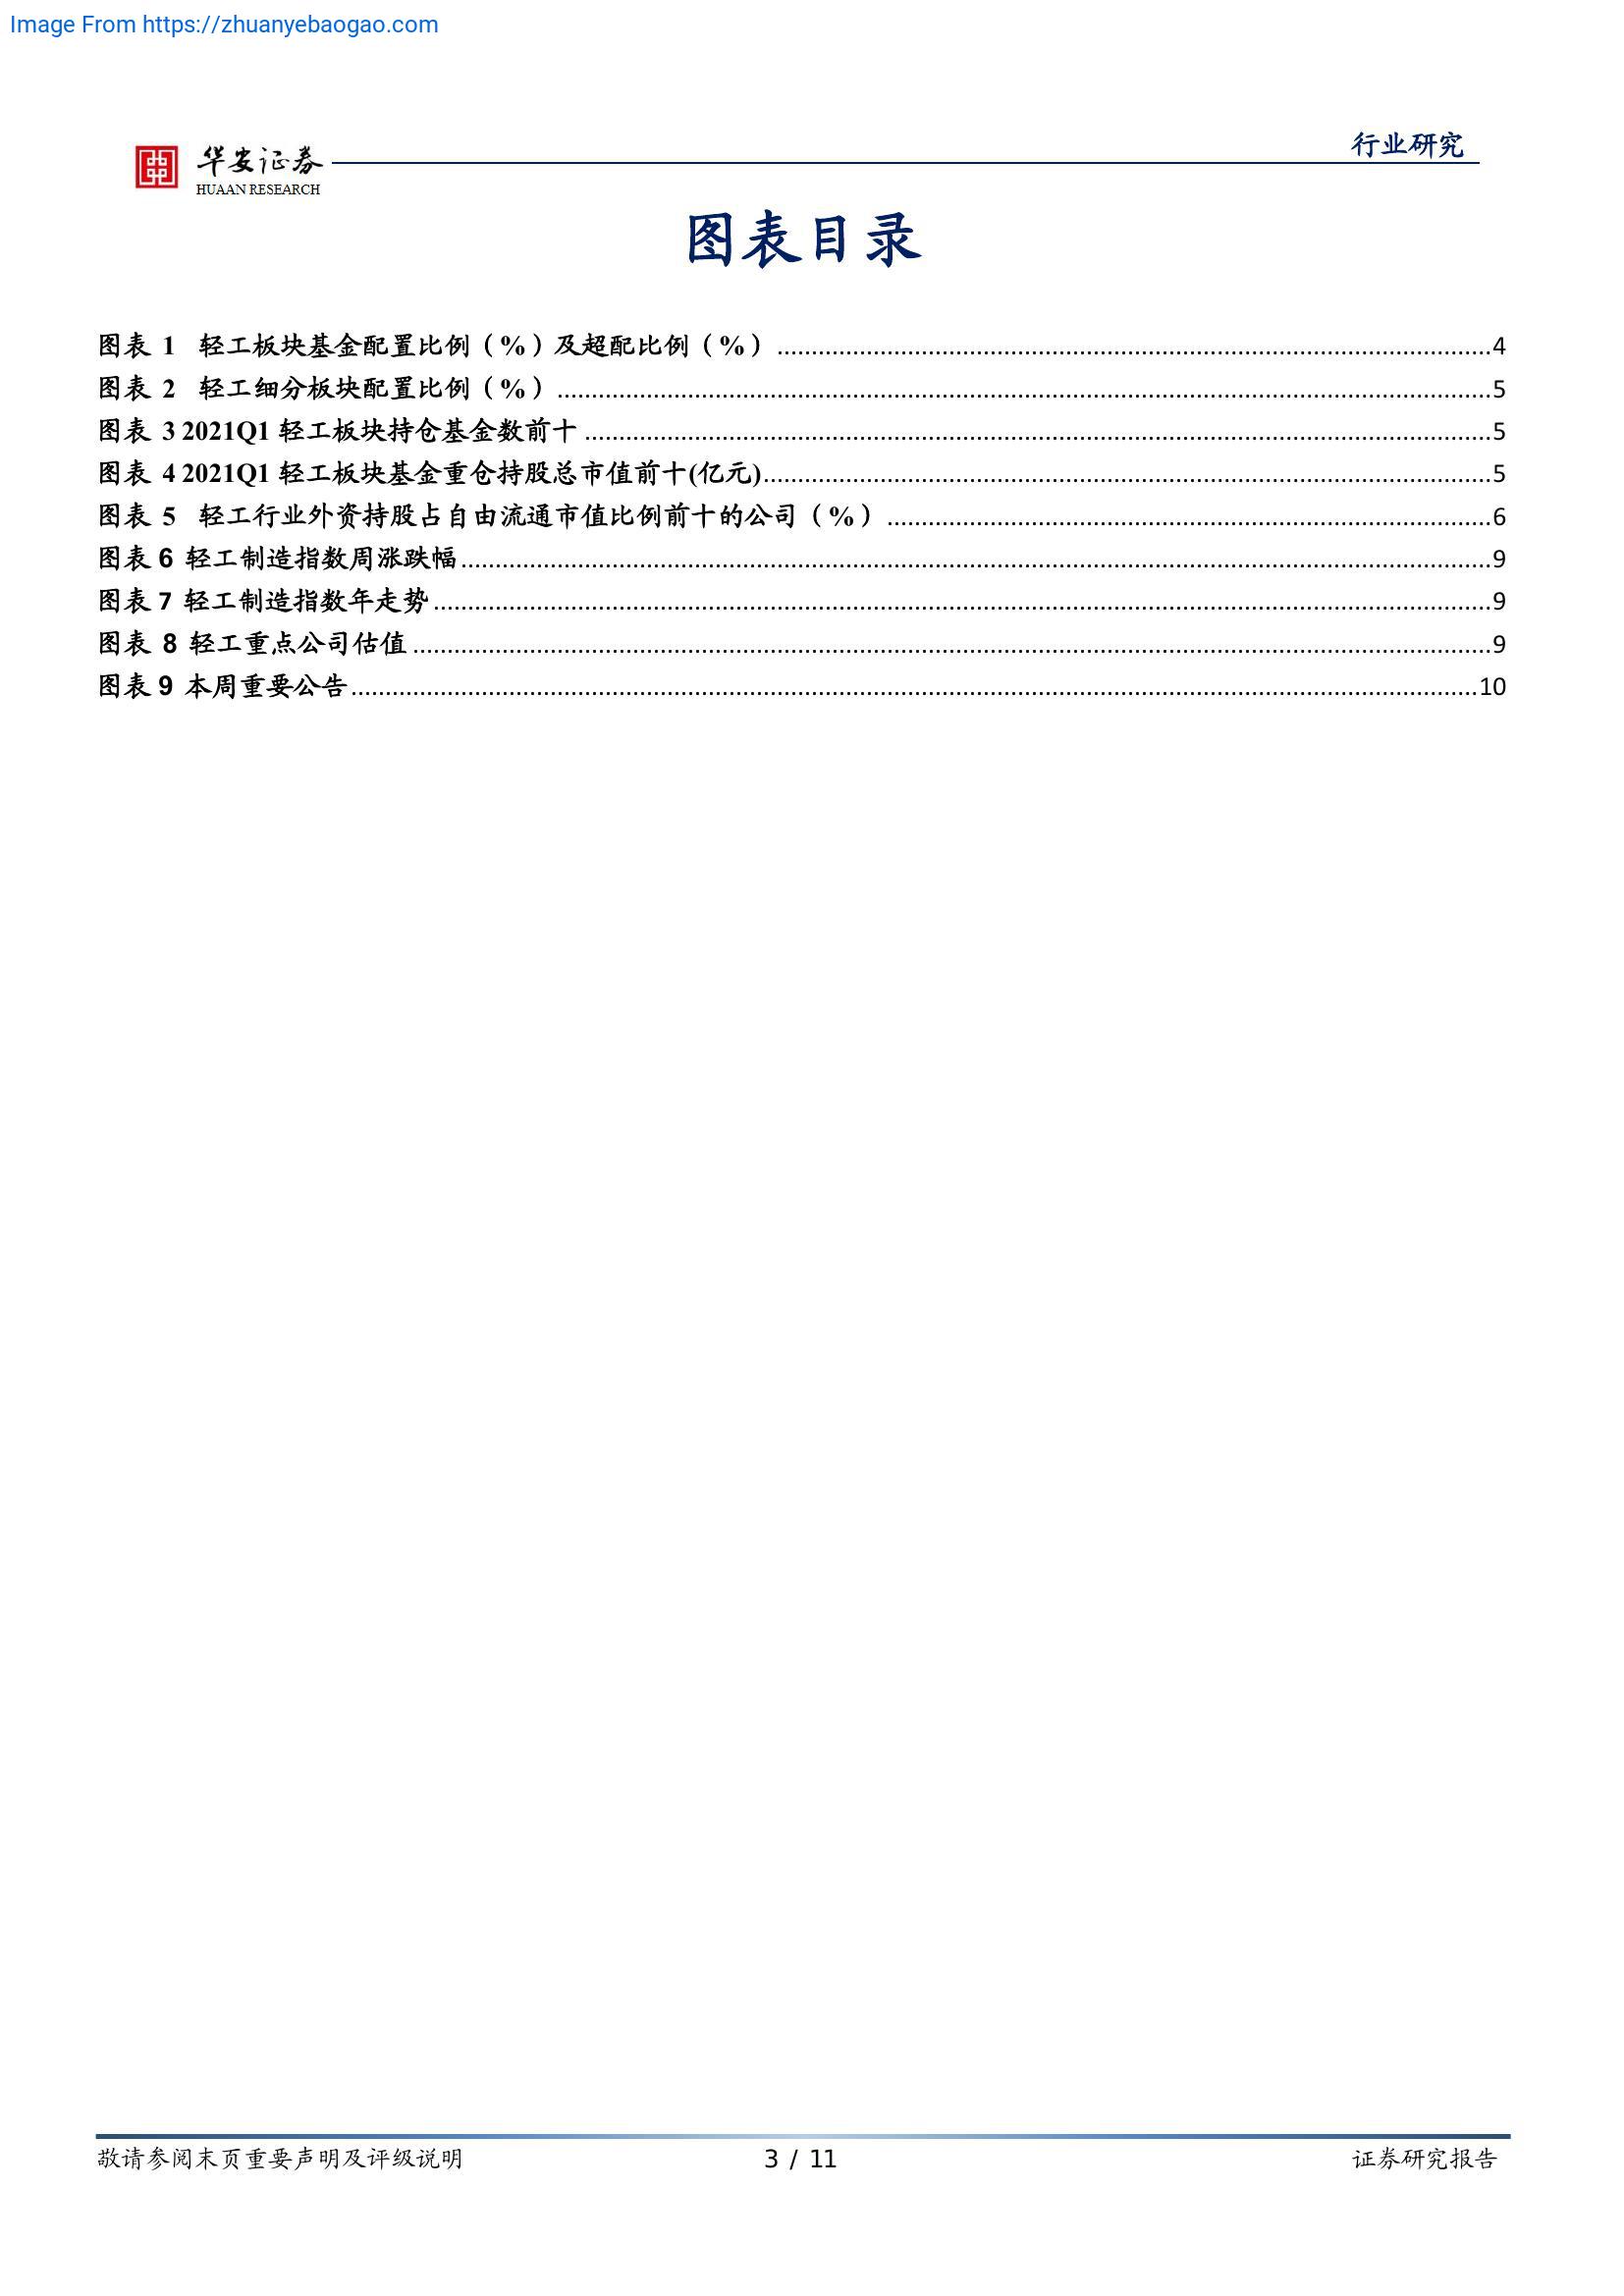 Image From https://zhuanyebaogao.com
行业研究
华安证券
HUAAN RESEARCH
图表目录
图表 1 轻工板块基金配置比例（%）及超配比例（%）........4
图表 2 轻工细分板块配置比例（%）........5
图表 3 2021Q1 轻工板块持仓基金数前十........5
图表 4 2021Q1 轻工板块基金重仓持股总市值前十(亿元)........5
图表 5 轻工行业外资持股占自由流通市值比例前十的公司（%）........6
图表 6 轻工制造指数周涨跌幅........9
图表 7 轻工制造指数年走势........9
图表 8 轻工重点公司估值........9
图表 9 本周重要公告........10
敬请参阅末页重要声明及评级说明 3 / 11 证券研究报告